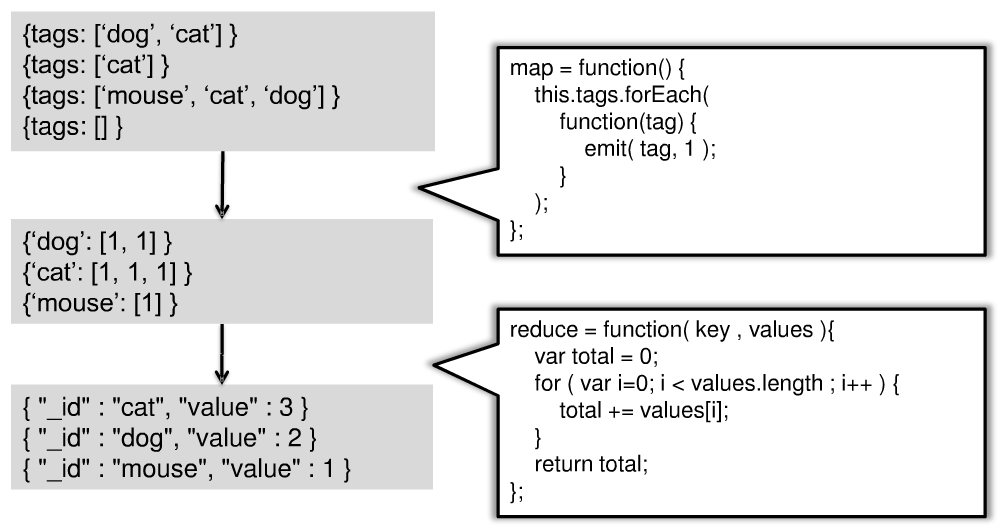 {tags: [‘dog’, ‘cat’] }
{tags: [‘cat’] }
{tags: [‘mouse’, ‘cat’, ‘dog’] }
{tags: [] }
map = function() {
this.tags.forEach(
function(tag) {
emit( tag, 1 );
}
);
};
{‘dog‘: [1, 1] }
{‘cat‘: [1, 1, 1] }
{‘mouse‘: [1] }
reduce = function( key , values ){
var total = 0;
for ( var i=0; i < values.length ; i++ ) {
total += values[i];
}
return total;
};
{ "_id" : "cat", "value" : 3 }
{ "_id" : "dog", "value" : 2 }
{ "_id" : "mouse", "value" : 1 }